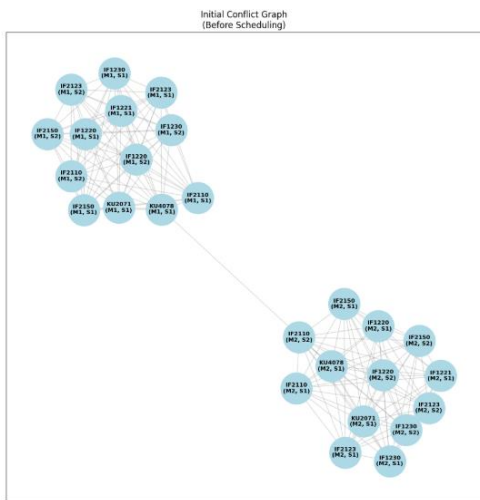 Initial Conflict Graph
(Before Scheduling)
IF1230
(M1, S1)
IF2123
(M1, S2)
IF2123
(M1, S1)
IF1221
(M1, S1)
IF2150
(M1, S2)
IF1220
(M1, S1)
IF1230
(M1, S2)
IF1220
(M1, S2)
IF2110
(M1, S2)
IF2150
(M1, S1)
KU2071
(M1, S1)
KU4078
(M1, S1)
IF2110
(M1, S1)
IF2150
(M2, S1)
IF1220
(M2, S1)
IF2110
(M2, S2)
IF2150
(M2, S2)
KU4078
(M2, S1)
IF1220
(M2, S2)
IF1221
(M2, S1)
IF2110
(M2, S1)
IF2123
(M2, S2)
KU2071
(M2, S1)
IF1230
(M2, S2)
IF2123
(M2, S1)
IF1230
(M2, S1)